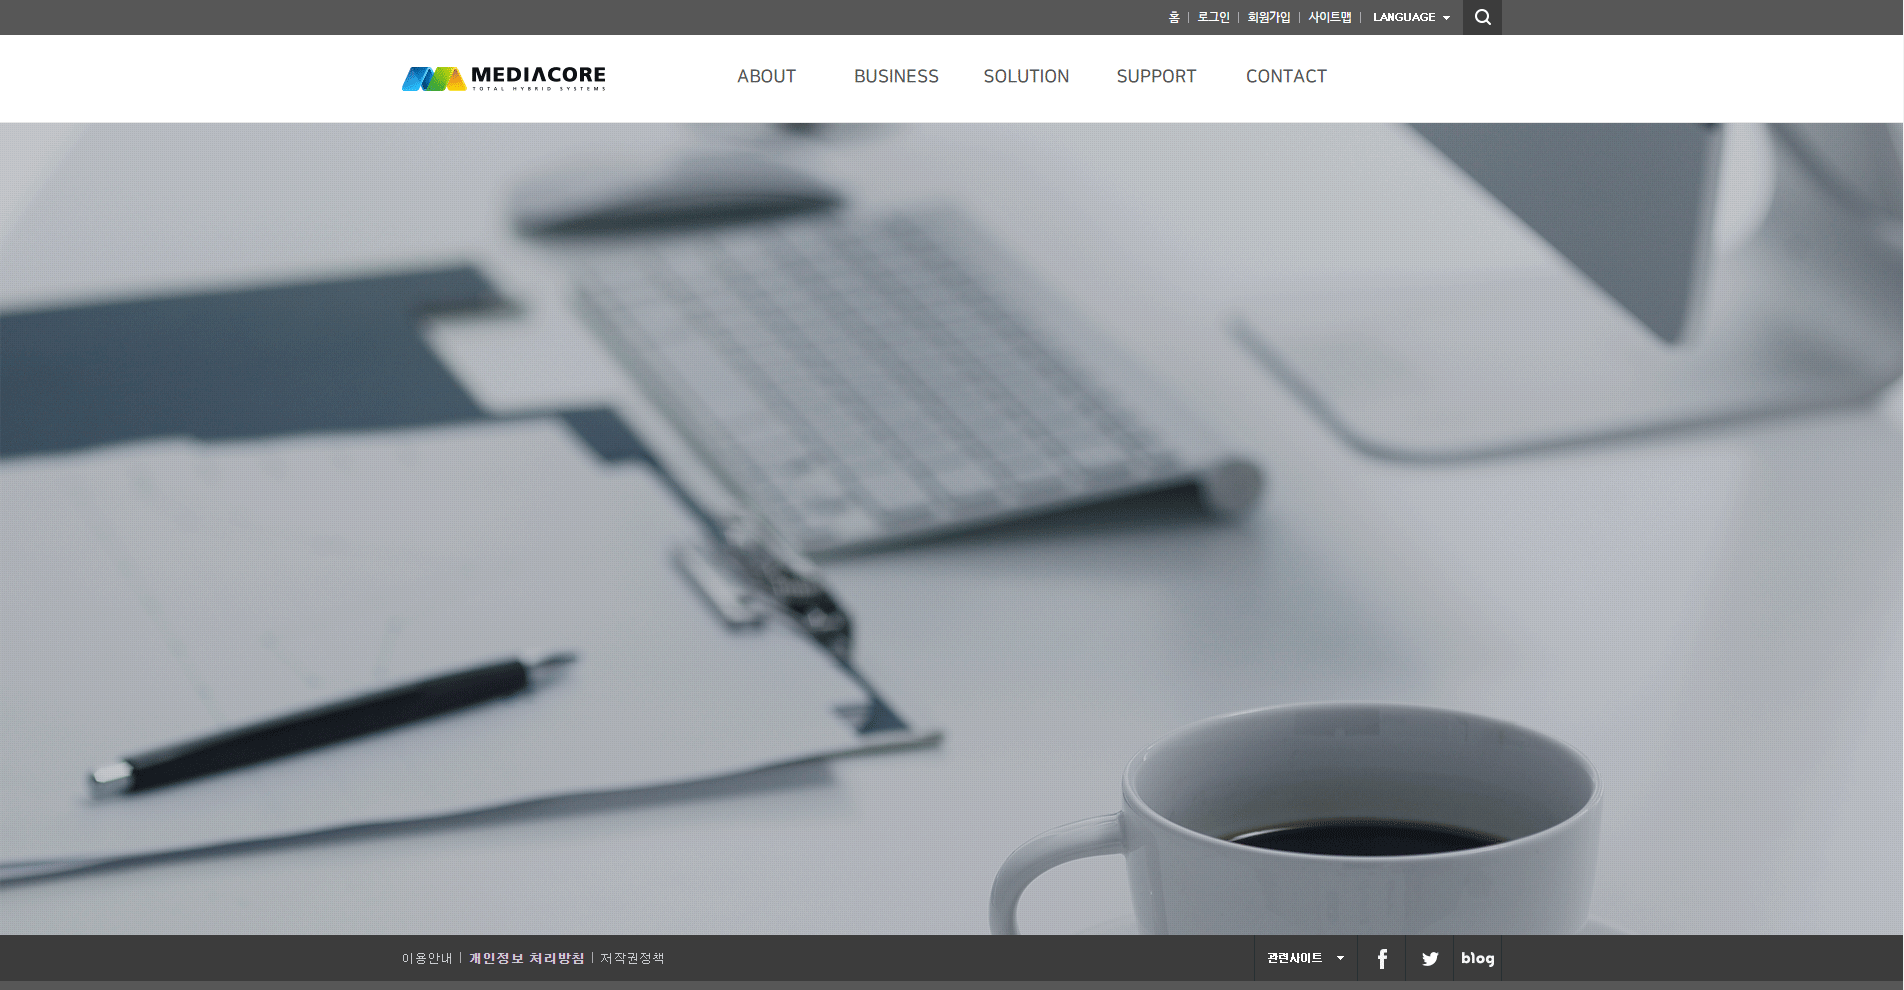 홈 로그인 회원가입 사이트맵 LANGUAGE
MEDIACORE
TOTAL HYBRID SYSTEMS
ABOUT BUSINESS SOLUTION SUPPORT CONTACT
이용안내 개인정보 처리방침 저작권정책
관련사이트 blog